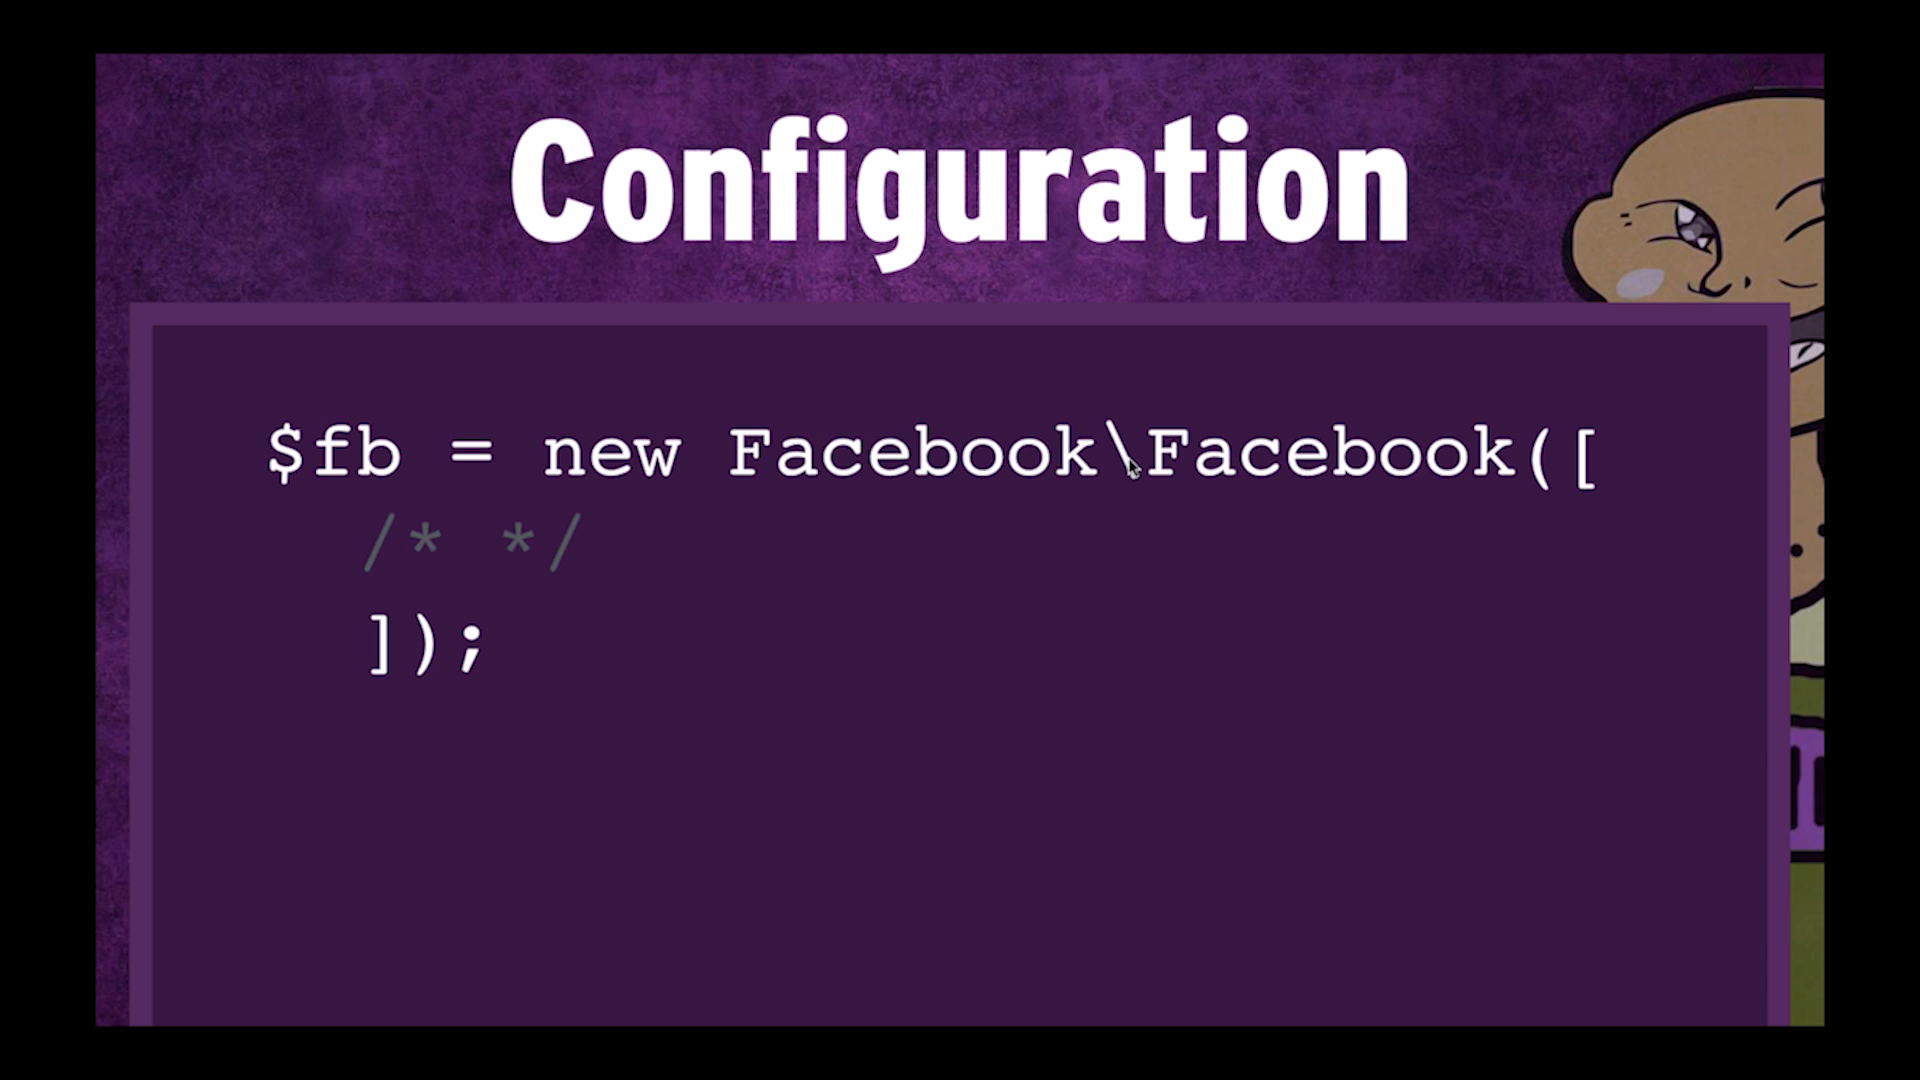 Configuration
$fb = new Facebook\Facebook([
/* */
]);